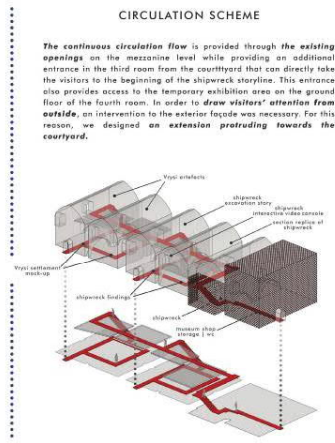 CIRCULATION SCHEME
The continuous circulation flow is provided through the existing
openings on the mezzanine level while providing an additional
entrance in the third room from the courtttyard that can directly take
the visitors to the beginning of the shipwreck storyline. This entrance
also provides access to the temporary exhibition area on the ground
floor of the fourth room. In order to draw visitors' attention from
outside, an intervention to the exterior façade was necessary. For this
reason, we designed an extension protruding towards the
courtyard.
Vrysi artefacts
shipwreck
excavation story
shipwreck
interactive video console
section replica of
shipwreck
Vrysi settlement
mock-up
shipwreck findings
shipwreck
museum shop
storage | wc